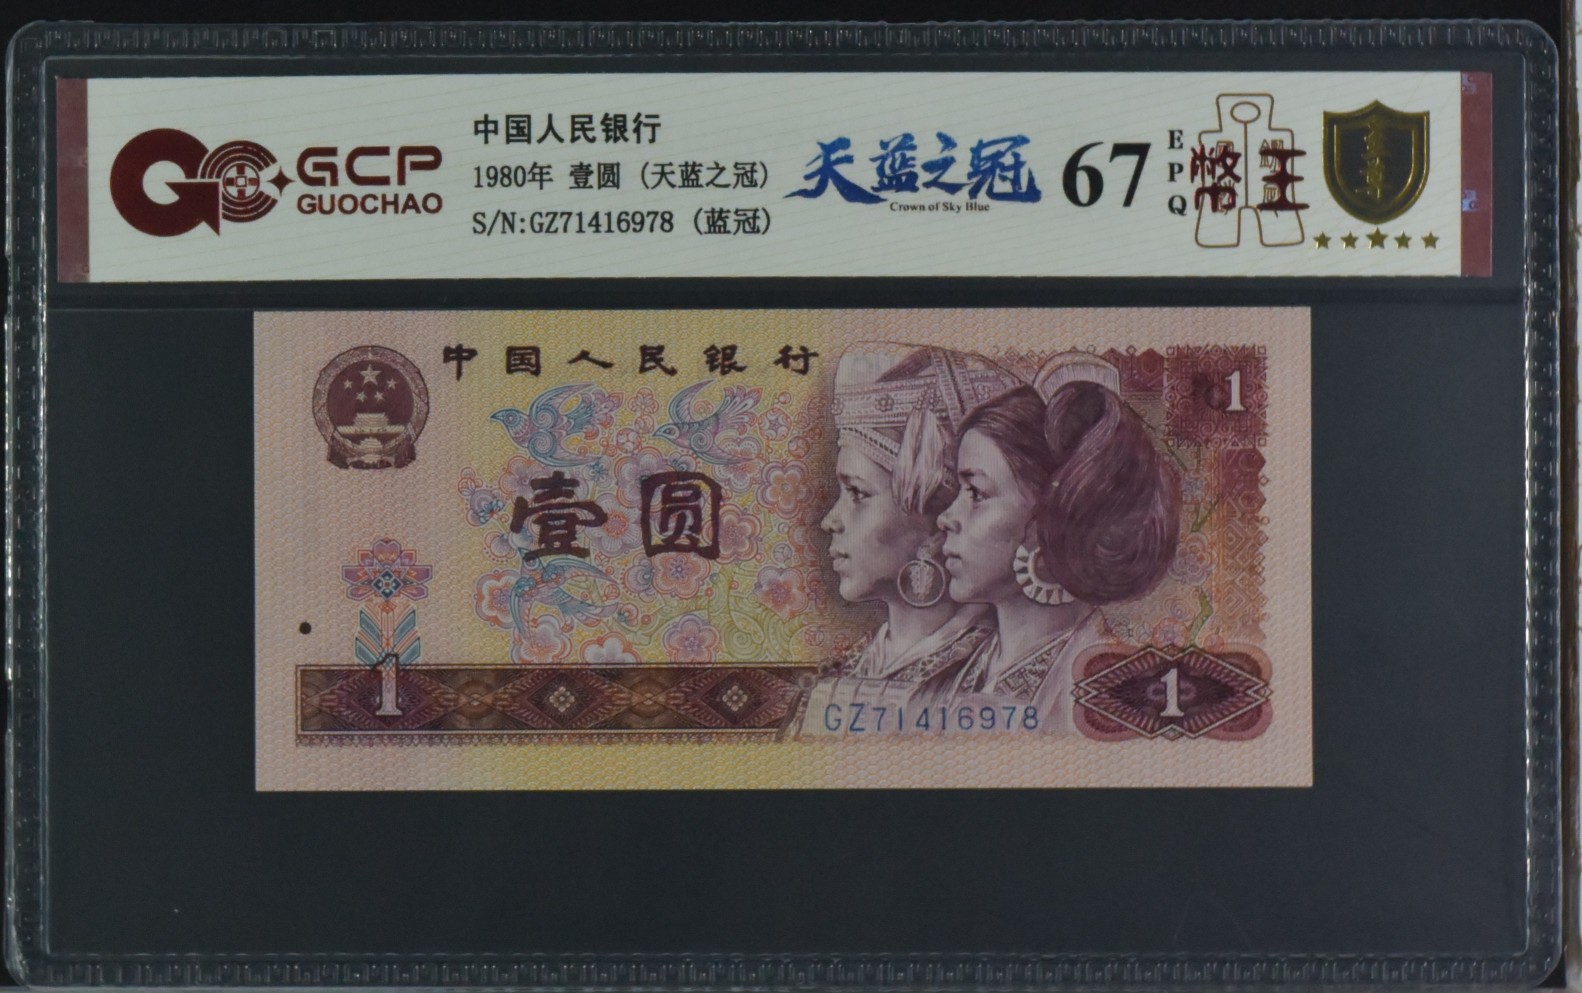 GCP
GUOCHAO
中国人民银行
1980年 壹圆 (天蓝之冠)
S/N:GZ71416978 (蓝冠)
天蓝之冠
Crown of Sky Blue
67
EPQ
中国人民银行
1
壹圆
1
GZ71416978
1